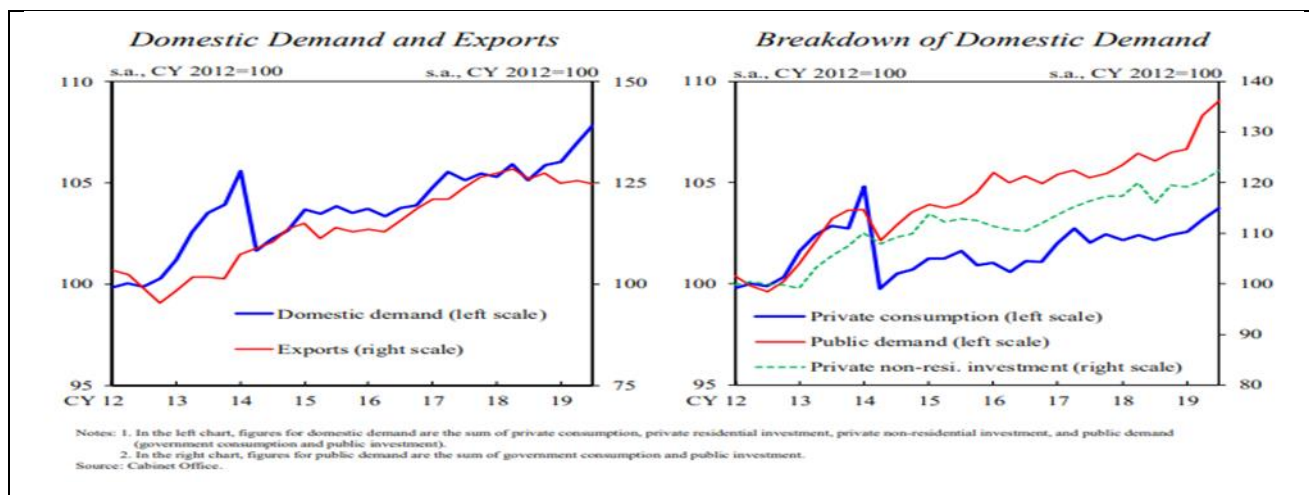 Domestic Demand and Exports
s.a., CY 2012=100
s.a., CY 2012=100
110
105
100
95
150
125
100
75
Domestic demand (left scale)
Exports (right scale)
CY 12 13 14 15 16 17 18 19
Breakdown of Domestic Demand
s.a., CY 2012=100
s.a., CY 2012=100
110
105
100
95
140
130
120
110
100
90
80
Private consumption (left scale)
Public demand (left scale)
Private non-resi. investment (right scale)
CY 12 13 14 15 16 17 18 19
Notes: 1. In the left chart, figures for domestic demand are the sum of private consumption, private residential investment, private non-residential investment, and public demand
(government consumption and public investment).
2. In the right chart, figures for public demand are the sum of government consumption and public investment.
Source: Cabinet Office.